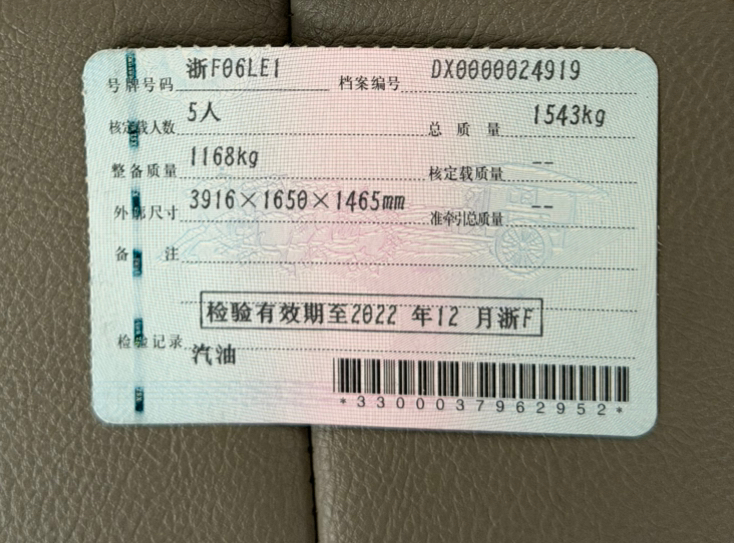 号牌号码 浙F06LE1 档案编号 DX0000024919
核定载人数 5人 总质量 1543kg
整备质量 1168kg 核定载质量 --
外廓尺寸 3916×1650×1465mm 准牵引总质量 --
备注
检验有效期至2022 年12 月浙F
检验记录
汽油
*3300037962952*